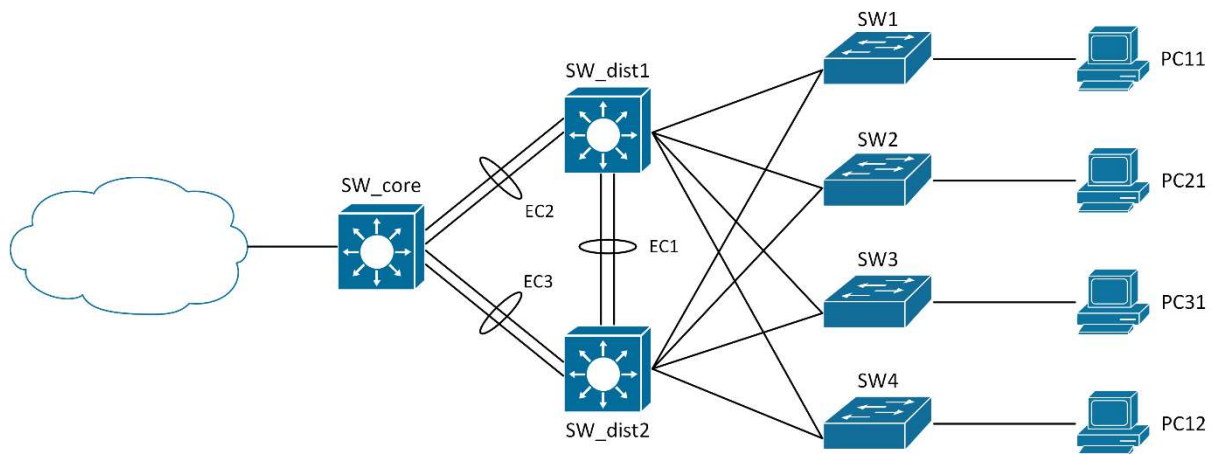 SW1
PC11
SW_dist1
SW2
PC21
SW_core
EC2
EC1
EC3
SW3
PC31
SW4
PC12
SW_dist2